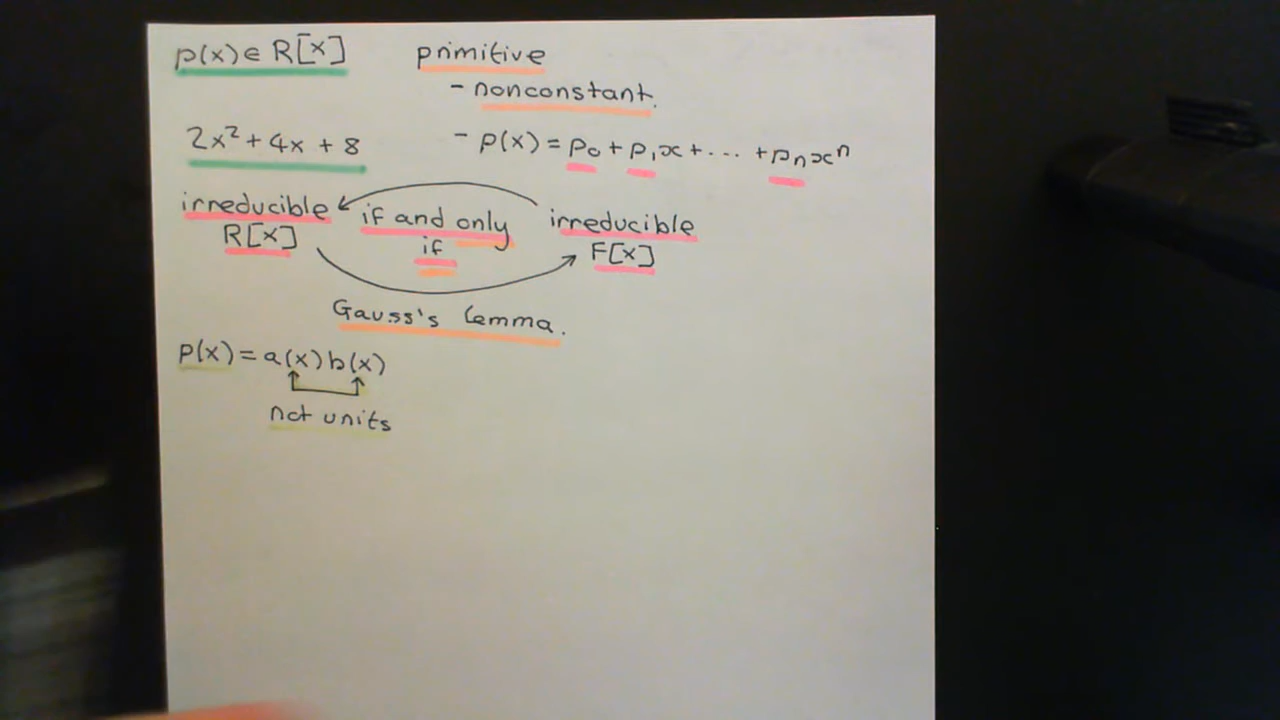 p(x) ∈ R[x] primitive
- nonconstant.
2x² + 4x + 8 - p(x) = p₀ + p₁x + ... + pₙxⁿ
irreducible if and only irreducible
R[x] if F[x]
Gauss's Lemma.
p(x) = a(x) b(x)
not units